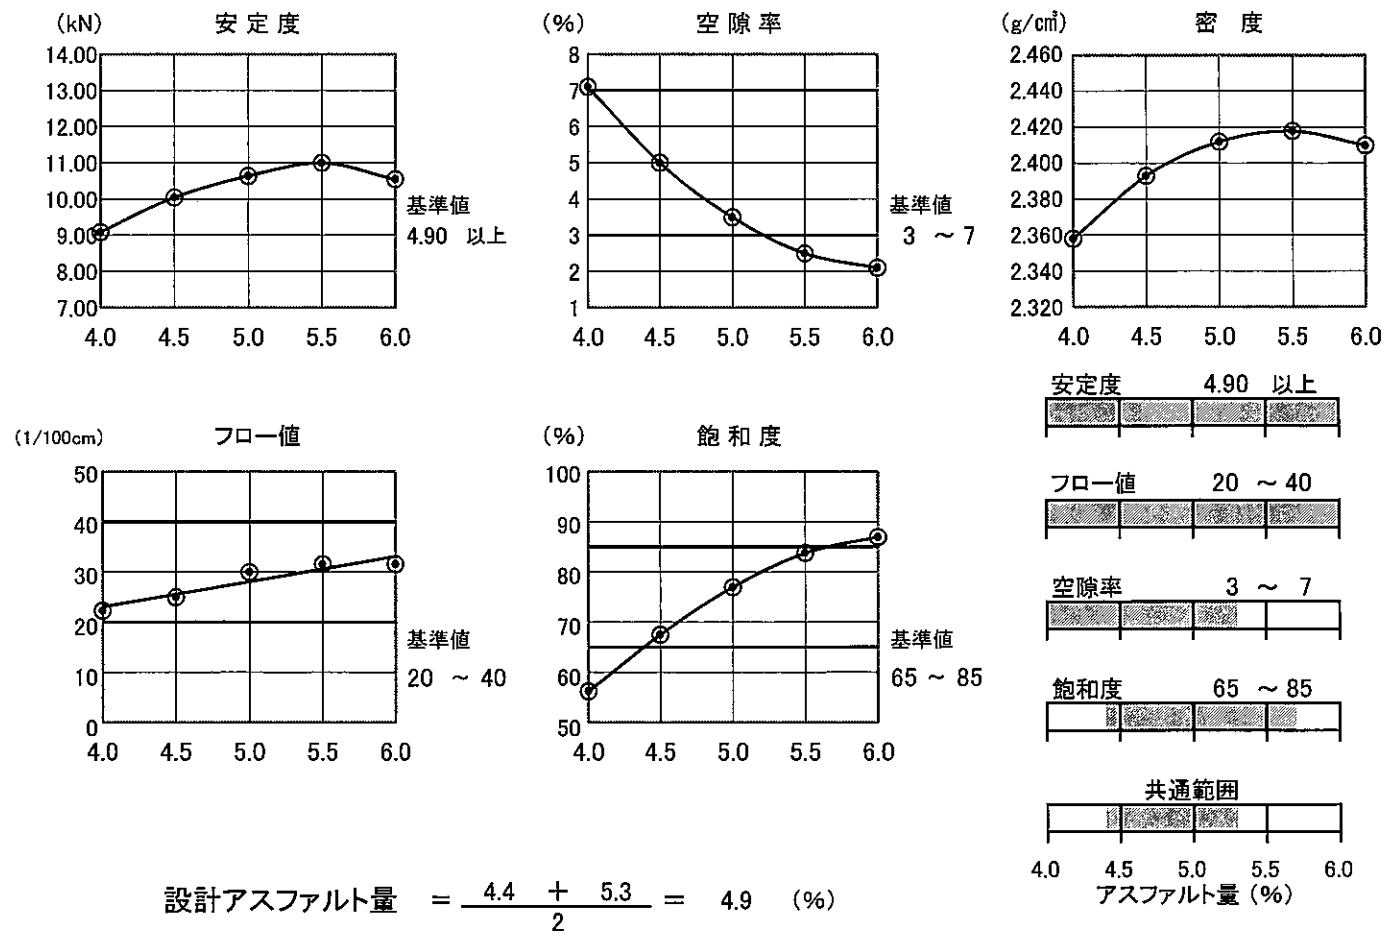 (kN) 安定度
14.00
13.00
12.00
11.00
10.00
9.00
8.00
7.00
4.0 4.5 5.0 5.5 6.0
基準値
4.90 以上
(%) 空隙率
8
7
6
5
4
3
2
1
4.0 4.5 5.0 5.5 6.0
基準値
3 ~ 7
(g/c㎥) 密 度
2.460
2.440
2.420
2.400
2.380
2.360
2.340
2.320
4.0 4.5 5.0 5.5 6.0
(1/100cm) フロー値
50
40
30
20
10
0
4.0 4.5 5.0 5.5 6.0
基準値
20 ~ 40
(%) 飽和度
100
90
80
70
60
50
4.0 4.5 5.0 5.5 6.0
基準値
65 ~ 85
安定度 4.90 以上
フロー値 20 ~ 40
空隙率 3 ~ 7
飽和度 65 ~ 85
共通範囲
4.0 4.5 5.0 5.5 6.0
アスファルト量 (%)
設計アスファルト量 = 4.4 + 5.3 = 4.9 (%)
2